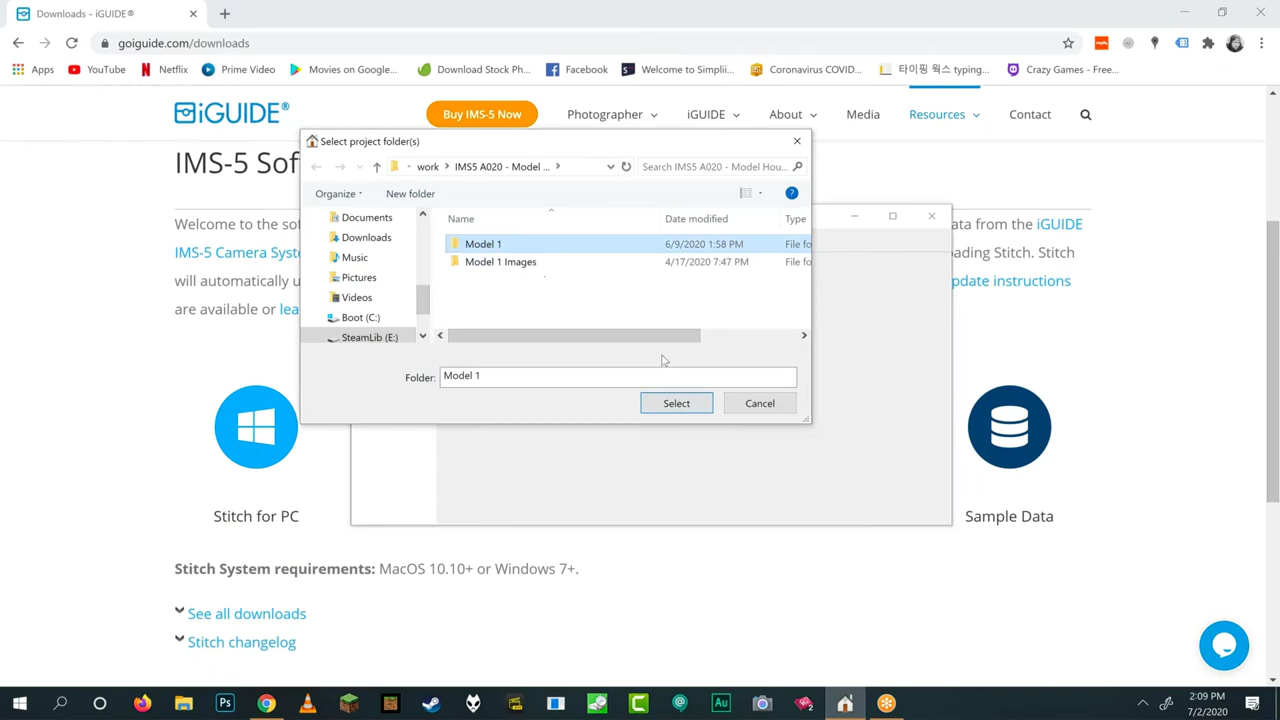 Downloads - iGUIDE
goiguide.com/downloads
Apps YouTube Netflix Prime Video Movies on Google... Download Stock Ph... Facebook Welcome to Simplii... Coronavirus COVID... 타이핑 웍스 typing... Crazy Games - Free...
iGUIDE® Buy IMS-5 Now Photographer iGUIDE About Media Resources Contact
Select project folder(s)
IMS-5 Sof
work IMS5 A020 - Model ... Search IMS5 A020 - Model Hou...
Organize New folder ?
Documents Name Date modified Type
Welcome to the sof ata from the iGUIDE
Downloads Model 1 6/9/2020 1:58 PM File fo
IMS-5 Camera Syste ading Stitch. Stitch
Music Model 1 Images 4/17/2020 7:47 PM File fo
Pictures
will automatically u pdate instructions
Videos
are available or lea
Boot (C:)
SteamLib (E:)
Folder: Model 1
Select Cancel
Stitch for PC Sample Data
Stitch System requirements: MacOS 10.10+ or Windows 7+.
See all downloads
Stitch changelog
Ps Au
2:09 PM
7/2/2020